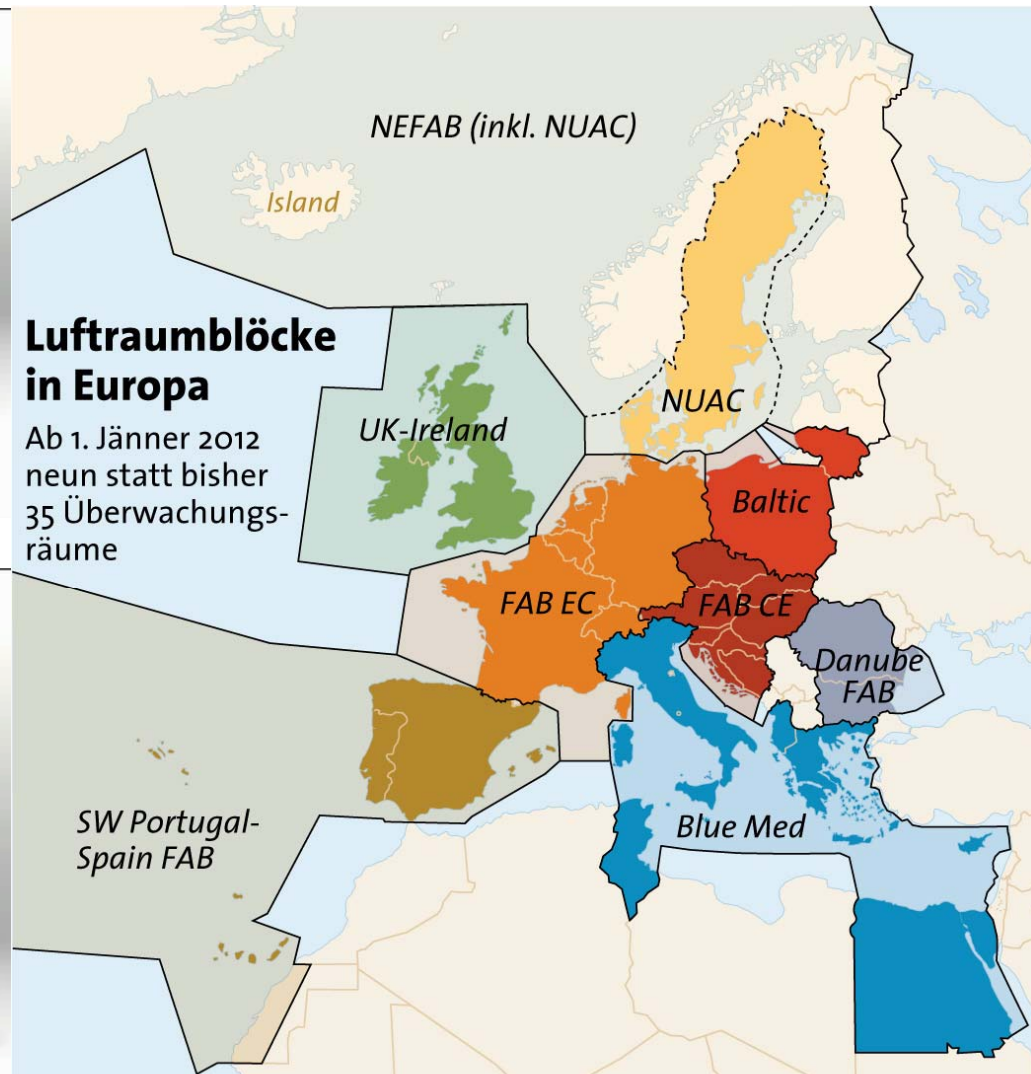 NEFAB (inkl. NUAC)
Island
Luftraumblöcke
in Europa
Ab 1. Jänner 2012
neun statt bisher
35 Überwachungs-
räume
UK-Ireland
NUAC
Baltic
FAB EC
FAB CE
Danube
FAB
SW Portugal-
Spain FAB
Blue Med